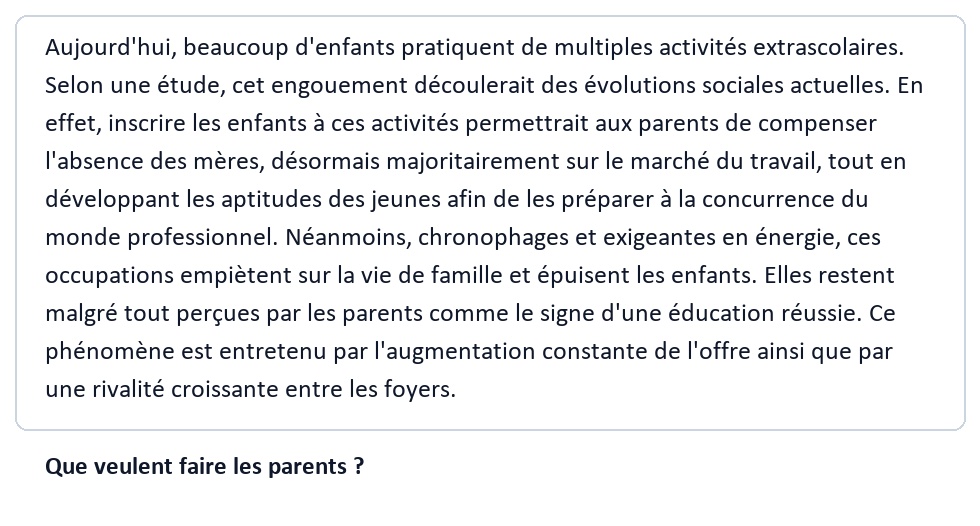 Aujourd'hui, beaucoup d'enfants pratiquent de multiples activités extrascolaires.
Selon une étude, cet engouement découlerait des évolutions sociales actuelles. En
effet, inscrire les enfants à ces activités permettrait aux parents de compenser
l'absence des mères, désormais majoritairement sur le marché du travail, tout en
développant les aptitudes des jeunes afin de les préparer à la concurrence du
monde professionnel. Néanmoins, chronophages et exigeantes en énergie, ces
occupations empiètent sur la vie de famille et épuisent les enfants. Elles restent
malgré tout perçues par les parents comme le signe d'une éducation réussie. Ce
phénomène est entretenu par l'augmentation constante de l'offre ainsi que par
une rivalité croissante entre les foyers.
Que veulent faire les parents ?